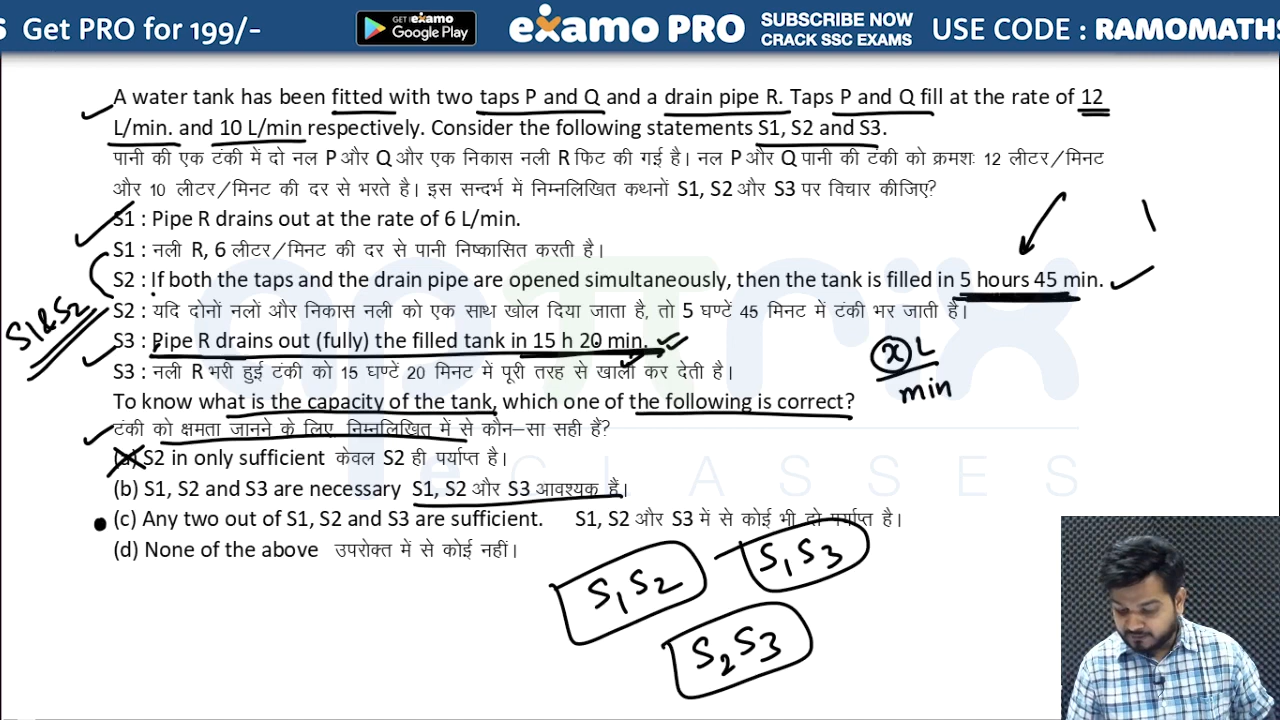 S Get PRO for 199/-
GET IT examo ON
Google Play
examo PRO
SUBSCRIBE NOW
CRACK SSC EXAMS
USE CODE : RAMOMATHS
A water tank has been fitted with two taps P and Q and a drain pipe R. Taps P and Q fill at the rate of 12
L/min. and 10 L/min respectively. Consider the following statements S1, S2 and S3.
पानी की एक टंकी में दो नल P और Q और एक निकास नली R फिट की गई है। नल P और Q पानी की टंकी को क्रमशः 12 लीटर/मिनट
और 10 लीटर/मिनट की दर से भरते है। इस सन्दर्भ में निम्नलिखित कथनों S1, S2 और S3 पर विचार कीजिए?
S1 : Pipe R drains out at the rate of 6 L/min.
S1 : नली R, 6 लीटर/मिनट की दर से पानी निष्कासित करती है।
S2 : If both the taps and the drain pipe are opened simultaneously, then the tank is filled in 5 hours 45 min.
S2 : यदि दोनों नलों और निकास नली को एक साथ खोल दिया जाता है, तो 5 घण्टें 45 मिनट में टंकी भर जाती है।
S1 & S2
S3 : Pipe R drains out (fully) the filled tank in 15 h 20 min.
S3 : नली R भरी हुई टंकी को 15 घण्टें 20 मिनट में पूरी तरह से खाली कर देती है।
x L
min
To know what is the capacity of the tank, which one of the following is correct?
टंकी को क्षमता जानने के लिए निम्नलिखित में से कौन–सा सही हैं?
(a) S2 in only sufficient केवल S2 ही पर्याप्त है।
(b) S1, S2 and S3 are necessary S1, S2 और S3 आवश्यक हैं।
(c) Any two out of S1, S2 and S3 are sufficient. S1, S2 और S3 में से कोई भी दो पर्याप्त है।
(d) None of the above उपरोक्त में से कोई नहीं।
S1 S2
S1 S3
S2 S3
CLASSES